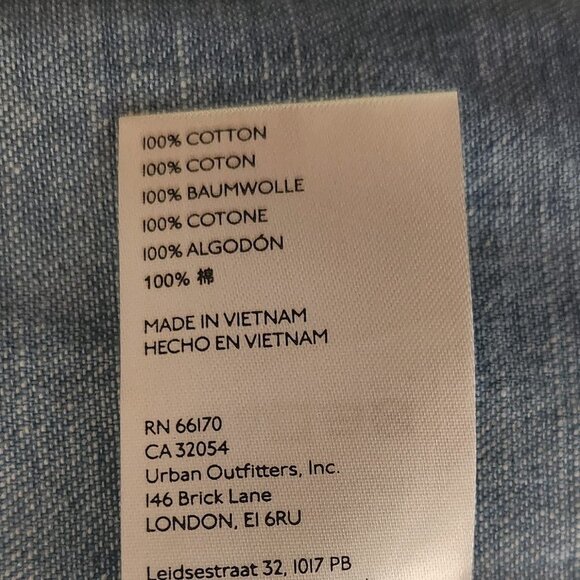 100% COTTON
100% COTON
100% BAUMWOLLE
100% COTONE
100% ALGODÓN
100% 棉
MADE IN VIETNAM
HECHO EN VIETNAM
RN 66170
CA 32054
Urban Outfitters, Inc.
146 Brick Lane
LONDON, E1 6RU
Leidsestraat 32, 1017 PB